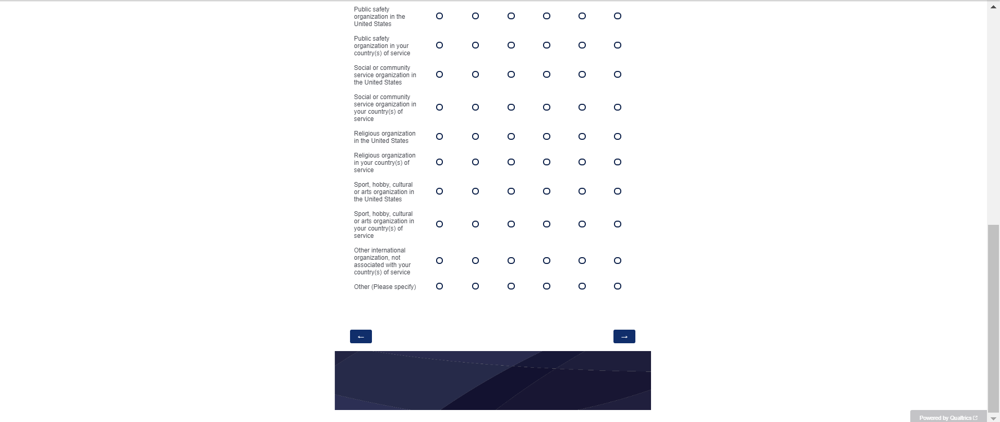 Public safety
organization in the
United States
Public safety
organization in your
country(s) of service
Social or community
service organization in
the United States
Social or community
service organization in
your country(s) of
service
Religious organization
in the United States
Religious organization
in your country(s) of
service
Sport, hobby, cultural
or arts organization in
the United States
Sport, hobby, cultural
or arts organization in
your country(s) of
service
Other international
organization, not
associated with your
country(s) of service
Other (Please specify)
← →
Powered by Qualtrics